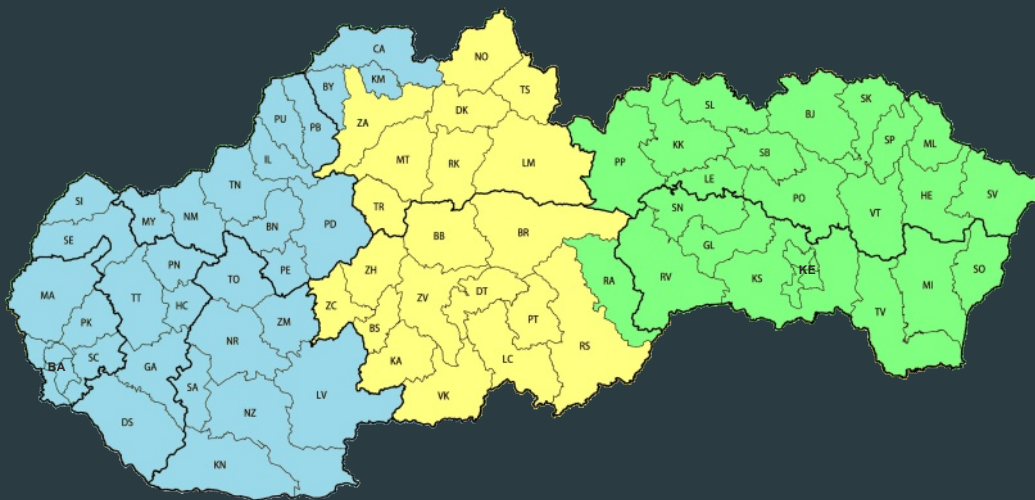 CA
NO
KM
BY
TS
DK
ZA
PU
PB
MT
RK
LM
IL
TN
SI
MY
NM
BN
PD
TR
SE
BB
BR
PE
PN
TO
ZH
MA
TT
HC
ZM
ZC
ZV
DT
PK
NR
BS
PT
BA
SC
GA
SA
KA
LC
RS
DS
NZ
LV
VK
KN
SL
BJ
SK
SP
ML
PP
KK
SB
LE
PO
HE
SV
VT
SN
GL
RV
KS
KE
RA
TV
MI
SO